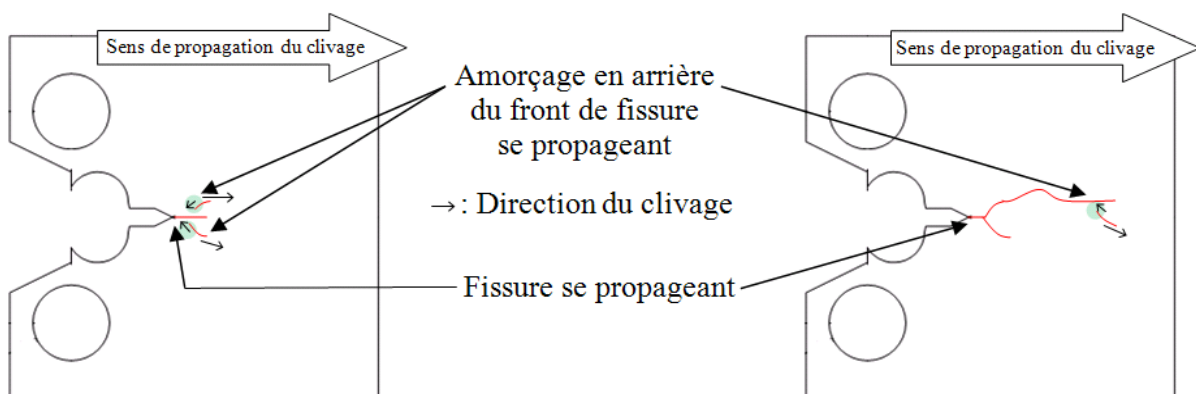 Sens de propagation du clivage
Sens de propagation du clivage
Amorçage en arrière
du front de fissure
se propageant
→ : Direction du clivage
Fissure se propageant